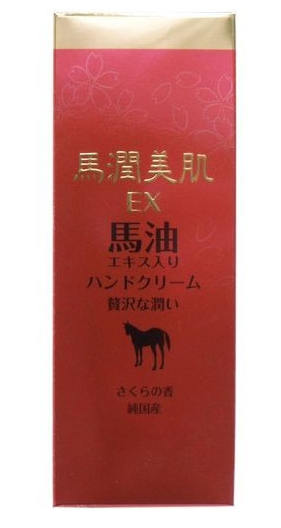 馬潤美肌
EX
馬油
エキス入り
ハンドクリーム
贅沢な潤い
さくらの香
純国産